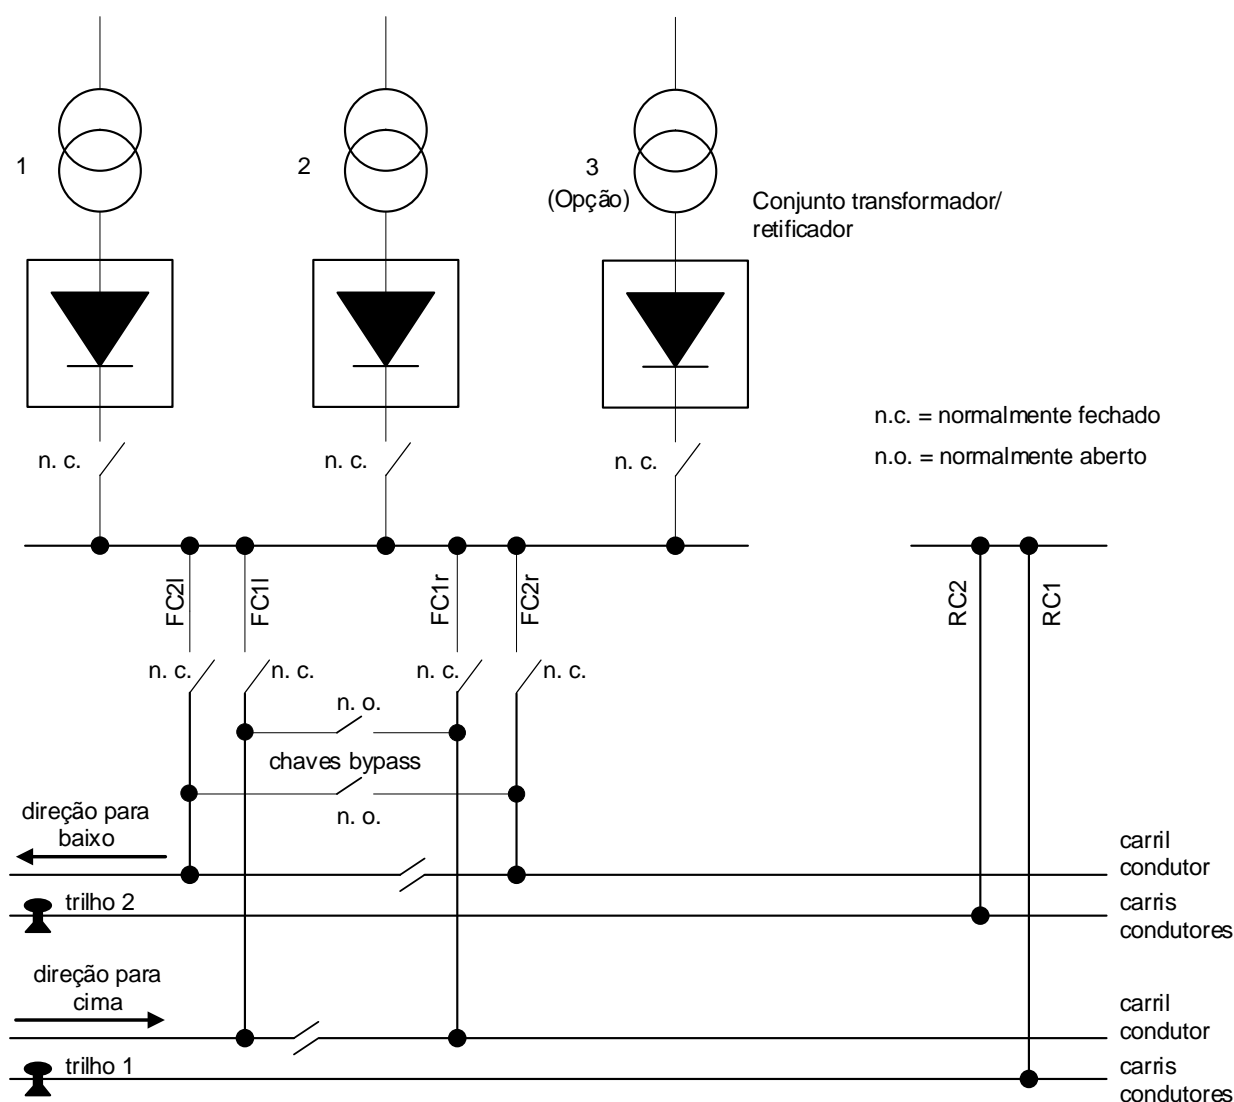 1
2
3
(Opção)
Conjunto transformador/
retificador
n.c. = normalmente fechado
n.o. = normalmente aberto
n. c.
n. c.
n. c.
FC2l
FC1l
FC1r
FC2r
RC2
RC1
n. c.
n. c.
n. c.
n. c.
n. o.
chaves bypass
n. o.
direção para
baixo
carril
condutor
trilho 2
carris
condutores
direção para
cima
carril
condutor
trilho 1
carris
condutores